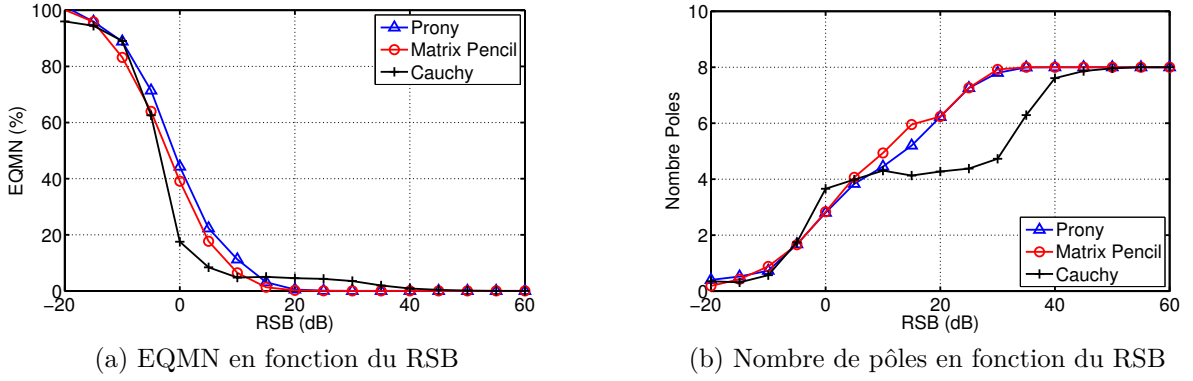 100
80
60
40
20
0
EQMN (%)
−20
0
20
40
60
RSB (dB)
Prony
Matrix Pencil
Cauchy
(a) EQMN en fonction du RSB
10
8
6
4
2
0
Nombre Poles
−20
0
20
40
60
RSB (dB)
Prony
Matrix Pencil
Cauchy
(b) Nombre de pôles en fonction du RSB